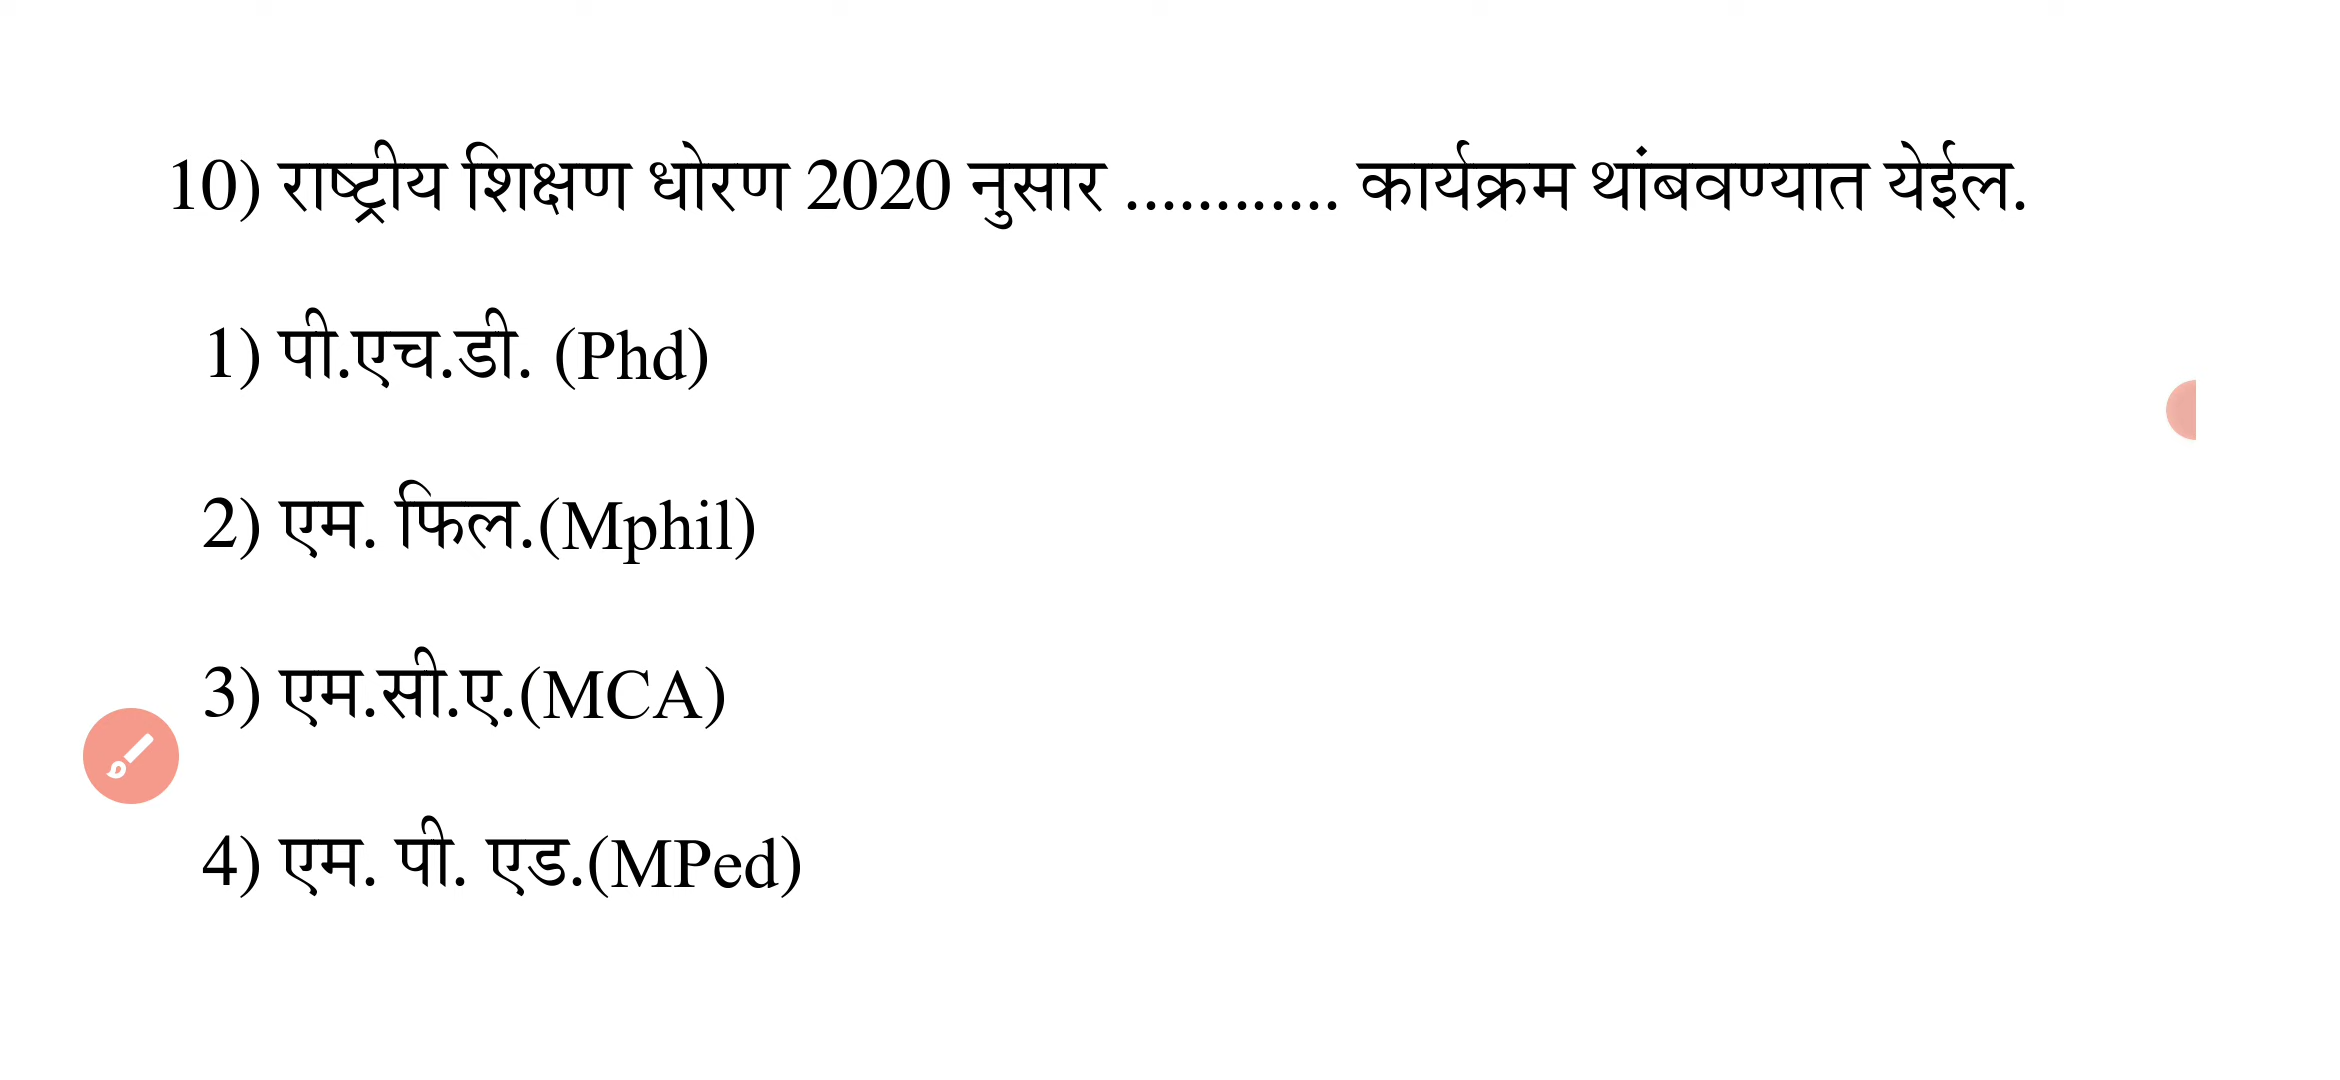 10) राष्ट्रीय शिक्षण धोरण 2020 नुसार ............ कार्यक्रम थांबवण्यात येईल.
1) पी.एच.डी. (Phd)
2) एम. फिल.(Mphil)
3) एम.सी.ए.(MCA)
4) एम. पी. एड.(MPed)